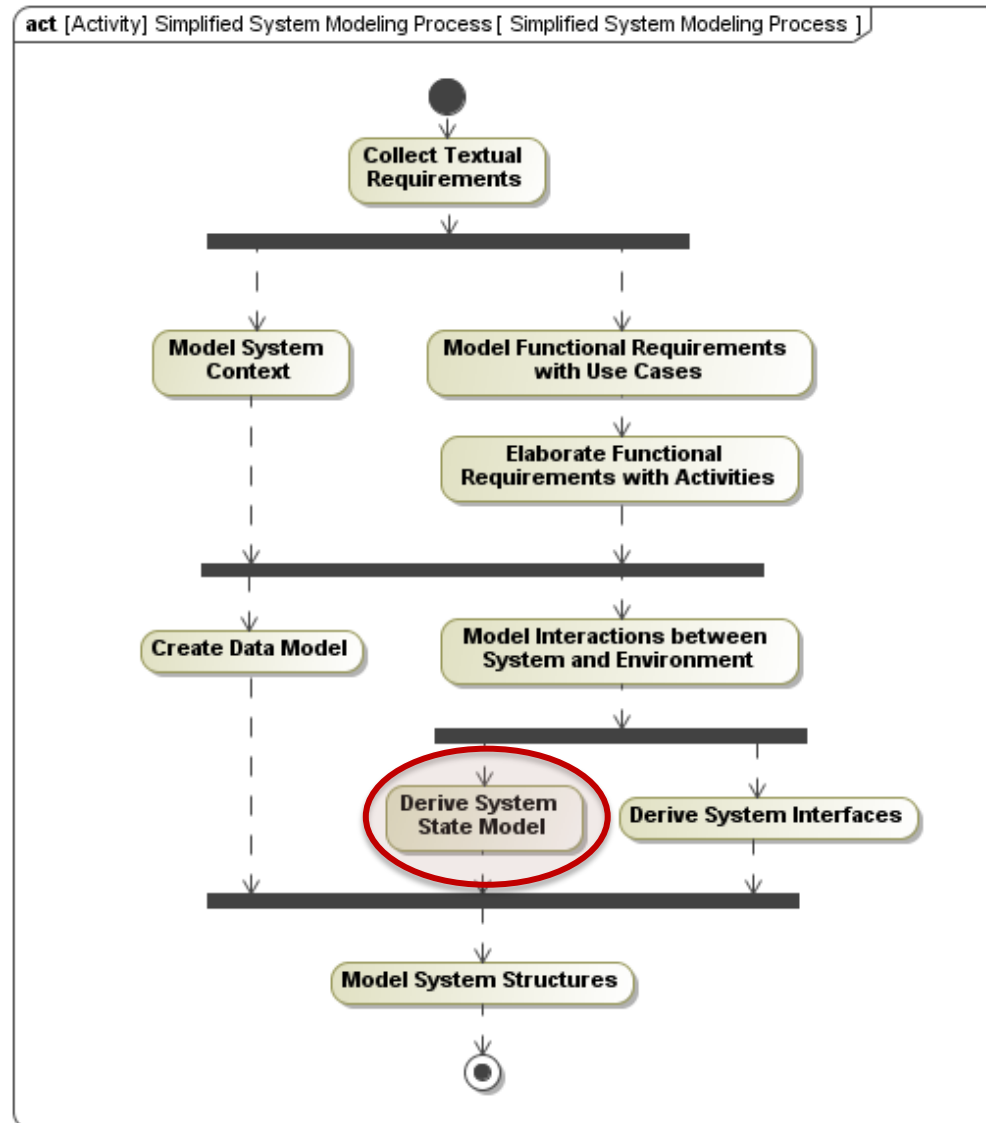 act [Activity] Simplified System Modeling Process [ Simplified System Modeling Process ]
Collect Textual
Requirements
Model System
Context
Model Functional Requirements
with Use Cases
Elaborate Functional
Requirements with Activities
Create Data Model
Model Interactions between
System and Environment
Derive System
State Model
Derive System Interfaces
Model System Structures